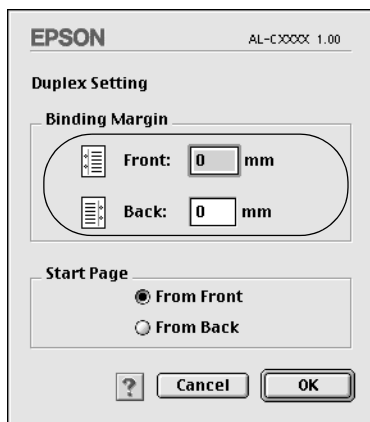 EPSON AL-CXXXX 1.00
Duplex Setting
Binding Margin
Front: 0 mm
Back: 0 mm
Start Page
From Front
From Back
? Cancel OK